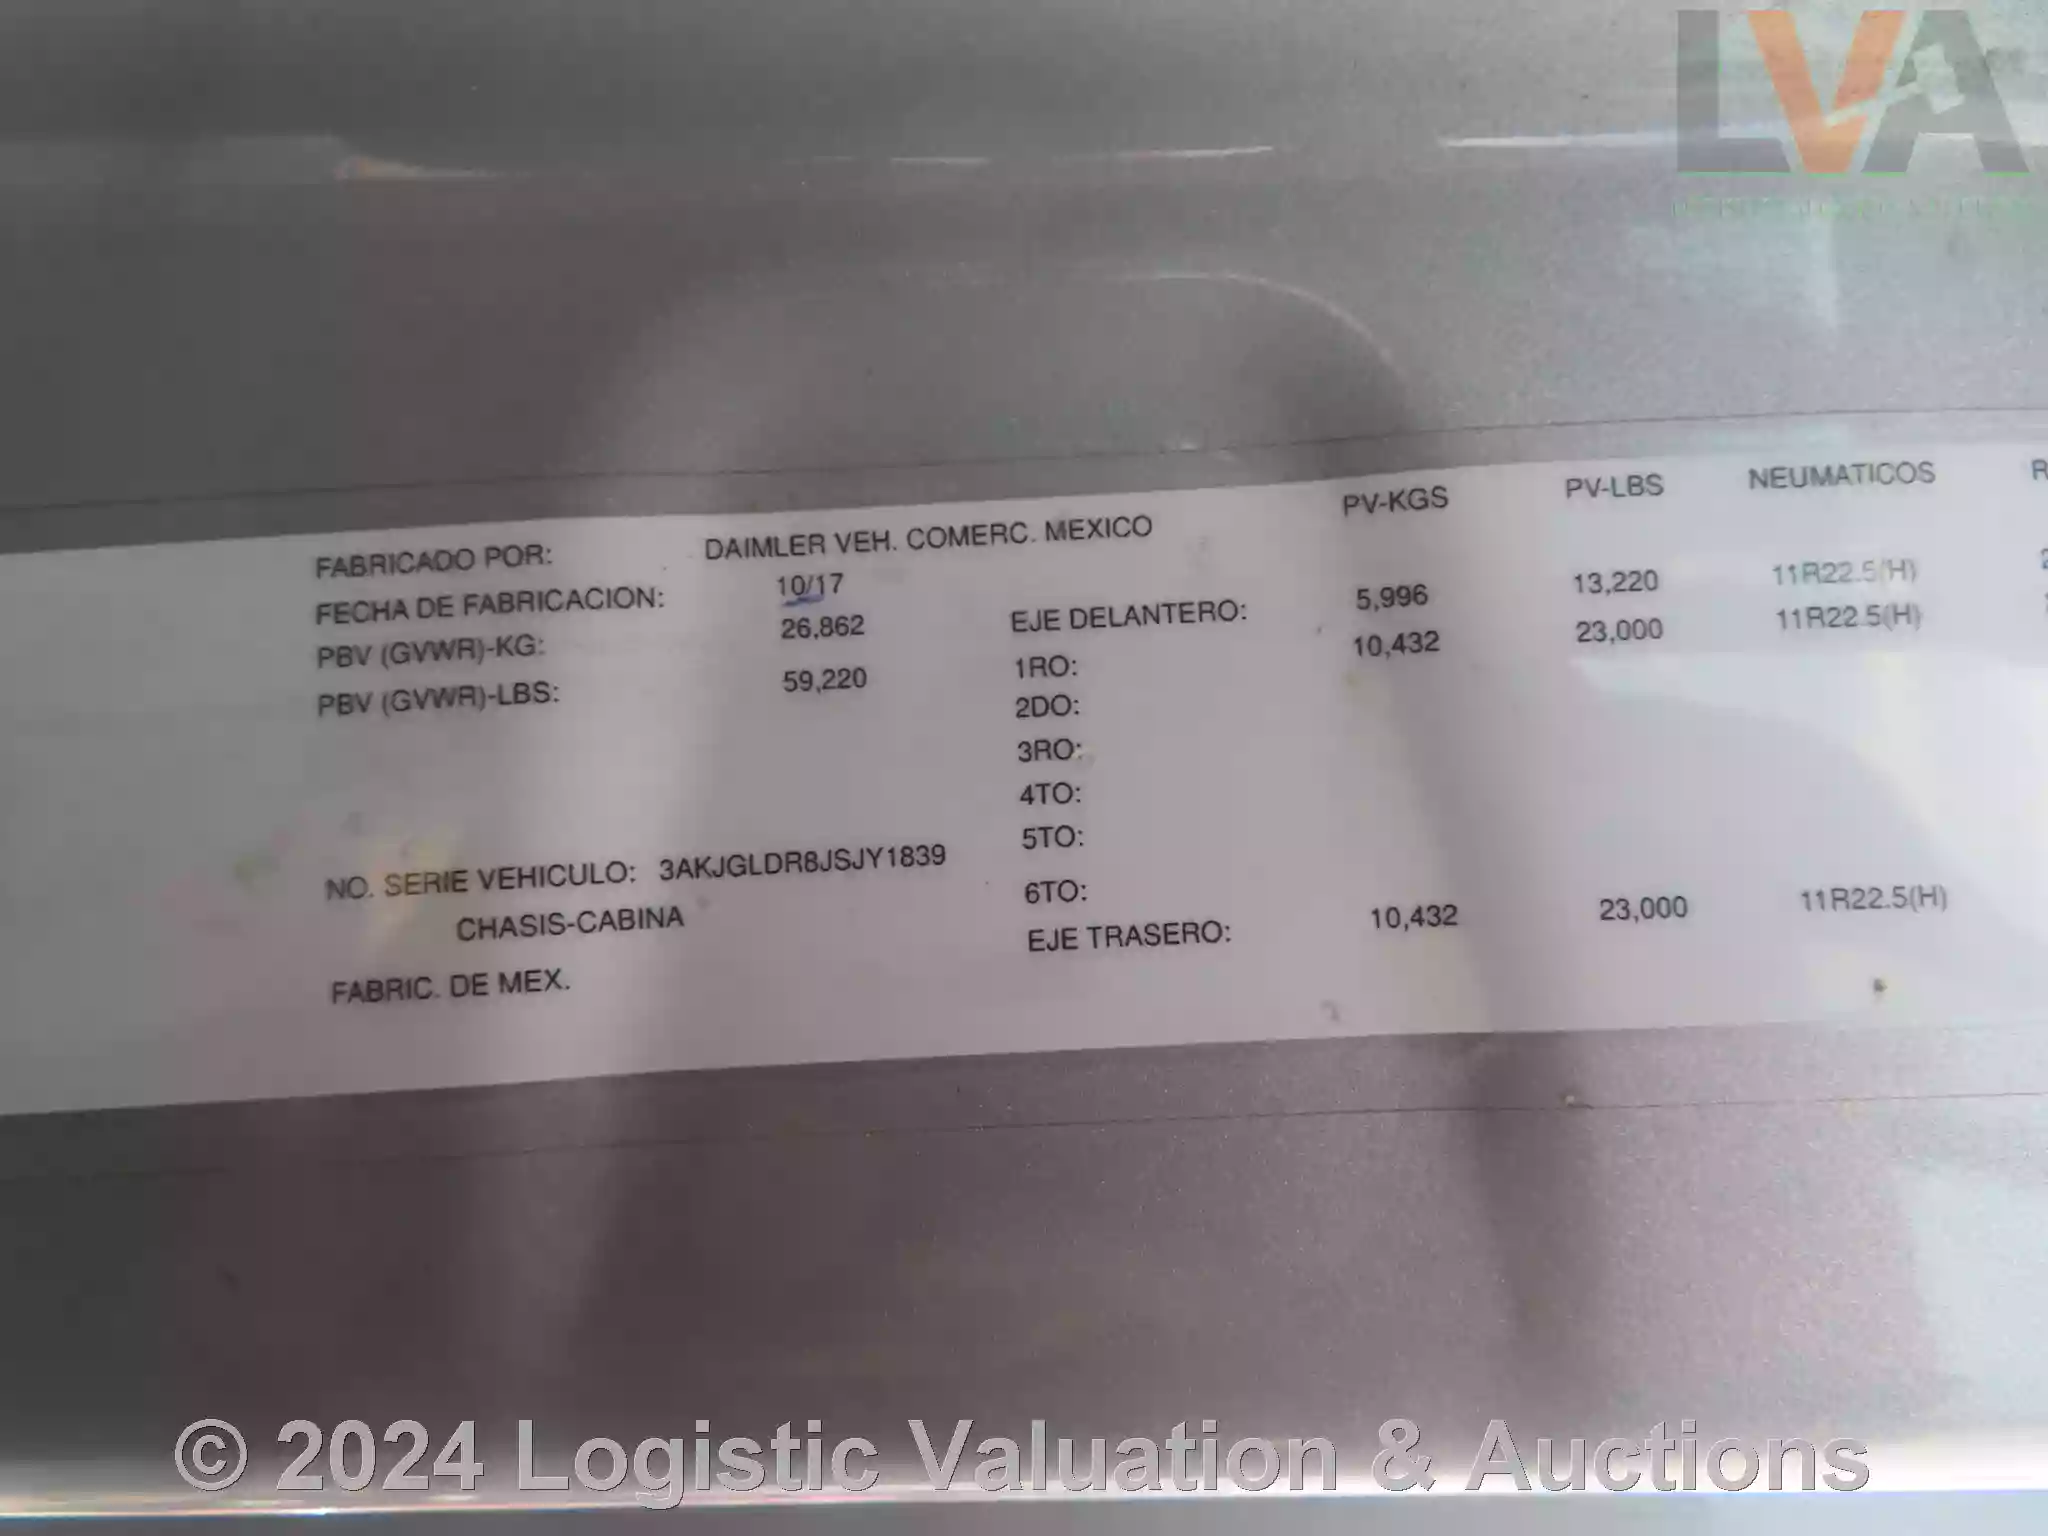 LVA
PV-KGS PV-LBS NEUMATICOS
FABRICADO POR: DAIMLER VEH. COMERC. MEXICO
FECHA DE FABRICACION: 10/17
EJE DELANTERO: 5,996 13,220 11R22.5(H)
PBV (GVWR)-KG: 26,862
1RO: 10,432 23,000 11R22.5(H)
PBV (GVWR)-LBS: 59,220
2DO:
3RO:
4TO:
5TO:
NO. SERIE VEHICULO: 3AKJGLDR8JSJY1839
6TO:
CHASIS-CABINA
EJE TRASERO: 10,432 23,000 11R22.5(H)
FABRIC. DE MEX.
© 2024 Logistic Valuation & Auctions